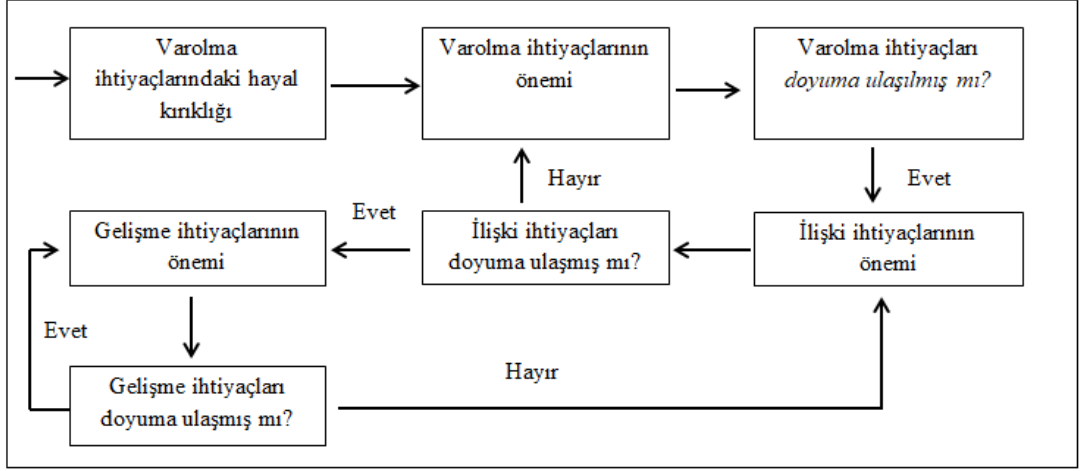 Varolma
ihtiyaçlarındaki hayal
kırıklığı
Varolma ihtiyaçlarının
önemi
Varolma ihtiyaçları
doyuma ulaşılmış mı?
Hayır
Evet
Evet
Gelişme ihtiyaçlarının
önemi
İlişki ihtiyaçları
doyuma ulaşmış mı?
İlişki ihtiyaçlarının
önemi
Evet
Hayır
Gelişme ihtiyaçları
doyuma ulaşmış mı?